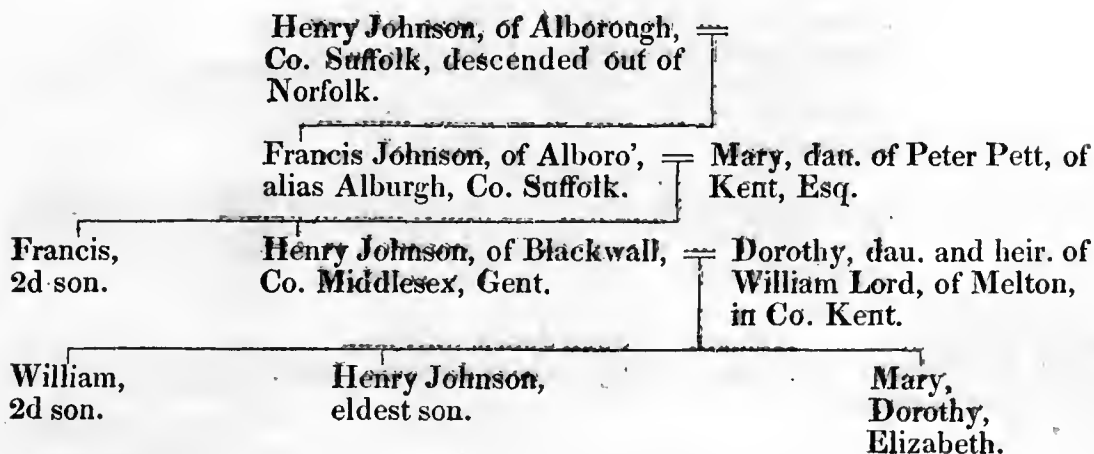 Henry Johnson, of Alborough,
Co. Suffolk, descended out of
Norfolk.
Francis Johnson, of Alboro',
alias Alburgh, Co. Suffolk.
Mary, dau. of Peter Pett, of
Kent, Esq.
Francis,
2d son.
Henry Johnson, of Blackwall,
Co. Middlesex, Gent.
Dorothy, dau. and heir. of
William Lord, of Melton,
in Co. Kent.
William,
2d son.
Henry Johnson,
eldest son.
Mary,
Dorothy,
Elizabeth.